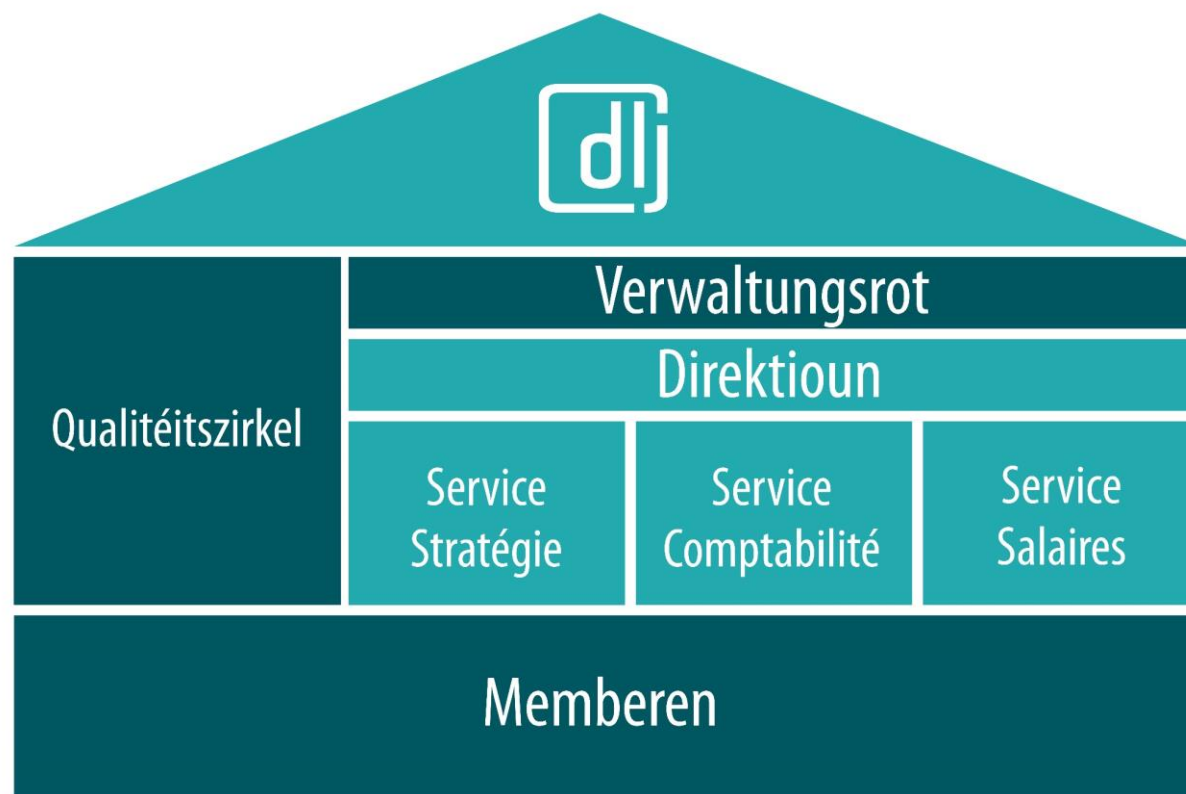 dlj
Verwaltungsrot
Direktioun
Qualitéitszirkel
Service
Stratégie
Service
Comptabilité
Service
Salaires
Memberen